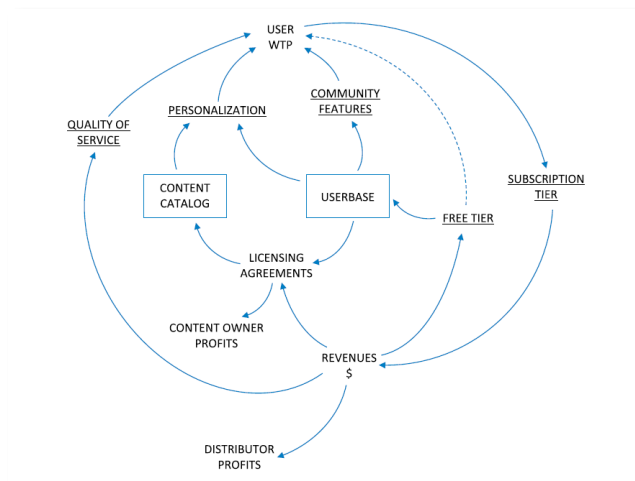 USER
WTP
COMMUNITY
FEATURES
PERSONALIZATION
QUALITY OF
SERVICE
SUBSCRIPTION
TIER
CONTENT
CATALOG
USERBASE
FREE TIER
LICENSING
AGREEMENTS
CONTENT OWNER
PROFITS
REVENUES
$
DISTRIBUTOR
PROFITS